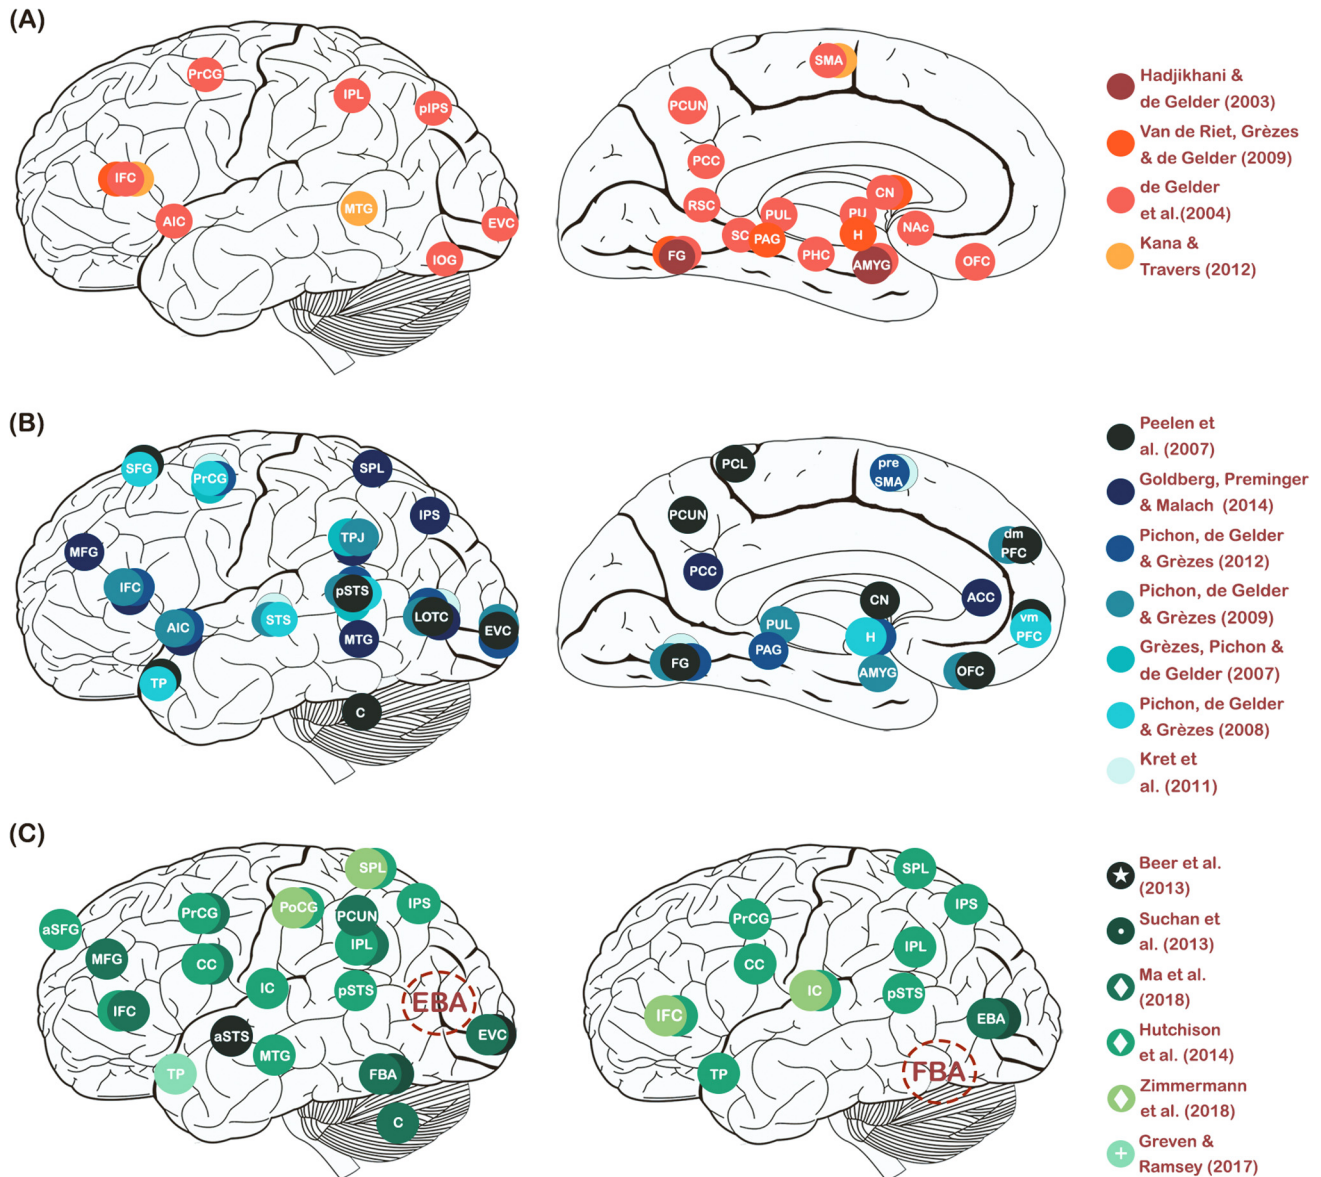 (A)
PrCG
IPL
pIPS
IFC
AIC
MTG
EVC
IOG
SMA
PCUN
PCC
RSC
CN
PUL
PU
NAc
SC
PAG
H
FG
PHC
AMYG
OFC
Hadjikhani &
de Gelder (2003)
Van de Riet, Grèzes
& de Gelder (2009)
de Gelder
et al.(2004)
Kana &
Travers (2012)
(B)
SFG
PrCG
SPL
IPS
TPJ
MFG
IFC
pSTS
AIC
STS
LOTC
EVC
MTG
TP
C
PCL
pre
SMA
PCUN
dm
PFC
PCC
CN
ACC
PUL
vm
PFC
H
PAG
FG
AMYG
OFC
Peelen et
al. (2007)
Goldberg, Preminger
& Malach (2014)
Pichon, de Gelder
& Grèzes (2012)
Pichon, de Gelder
& Grèzes (2009)
Grèzes, Pichon &
de Gelder (2007)
Pichon, de Gelder
& Grèzes (2008)
Kret et
al. (2011)
(C)
SPL
PrCG
PoCG
IPS
aSFG
PCUN
IPL
MFG
CC
IC
pSTS
EBA
IFC
aSTS
EVC
MTG
TP
FBA
C
SPL
IPS
PrCG
IPL
CC
IC
pSTS
IFC
EBA
TP
FBA
Beer et al.
(2013)
Suchan et
al. (2013)
Ma et al.
(2018)
Hutchison
et al. (2014)
Zimmermann
et al. (2018)
Greven &
Ramsey (2017)